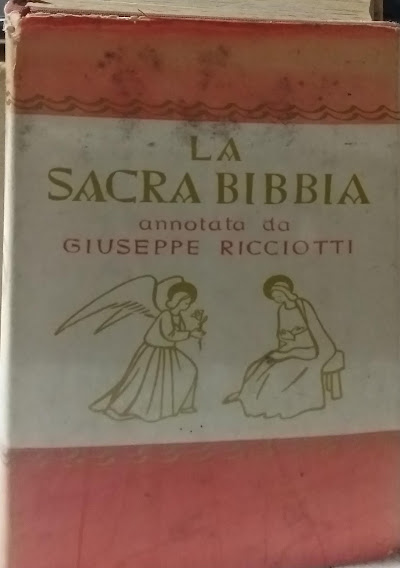 LA
SACRA BIBBIA
annotata da
GIUSEPPE RICCIOTTI